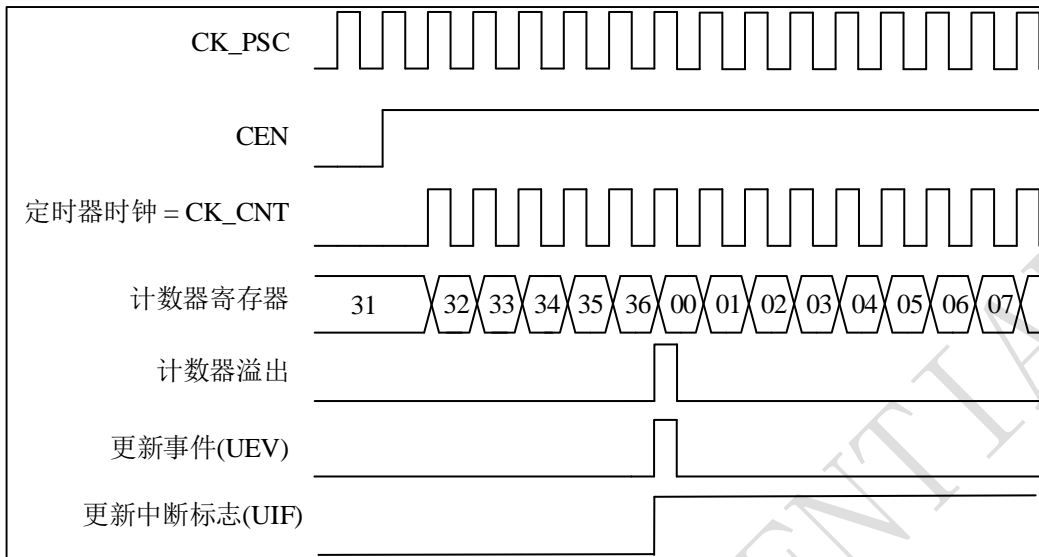 CK_PSC
CEN
定时器时钟 = CK_CNT
计数器寄存器 31 32 33 34 35 36 00 01 02 03 04 05 06 07
计数器溢出
更新事件(UEV)
更新中断标志(UIF)